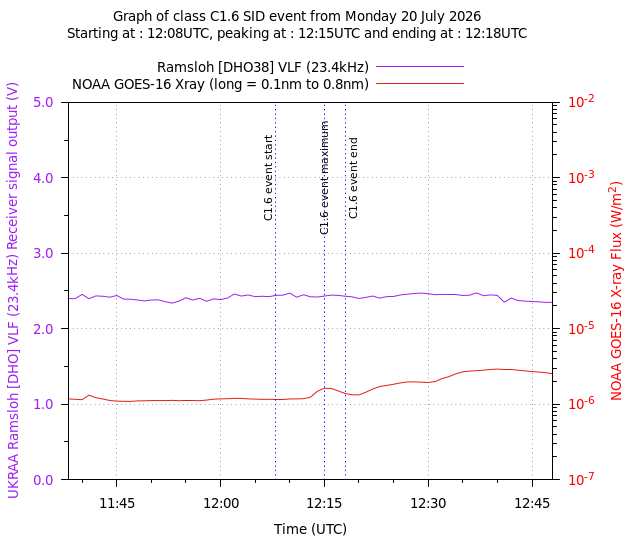 Graph of class C1.6 SID event from Monday 20 July 2026
Starting at : 12:08UTC, peaking at : 12:15UTC and ending at : 12:18UTC
Ramsloh [DHO38] VLF (23.4kHz)
NOAA GOES-16 Xray (long = 0.1nm to 0.8nm)
UKRAA Ramsloh [DHO] VLF (23.4kHz) Receiver signal output (V)
5.0
4.0
3.0
2.0
1.0
0.0
C1.6 event start
C1.6 event maximum
C1.6 event end
10-2
10-3
10-4
10-5
10-6
10-7
NOAA GOES-16 X-ray Flux (W/m2)
11:45
12:00
12:15
12:30
12:45
Time (UTC)